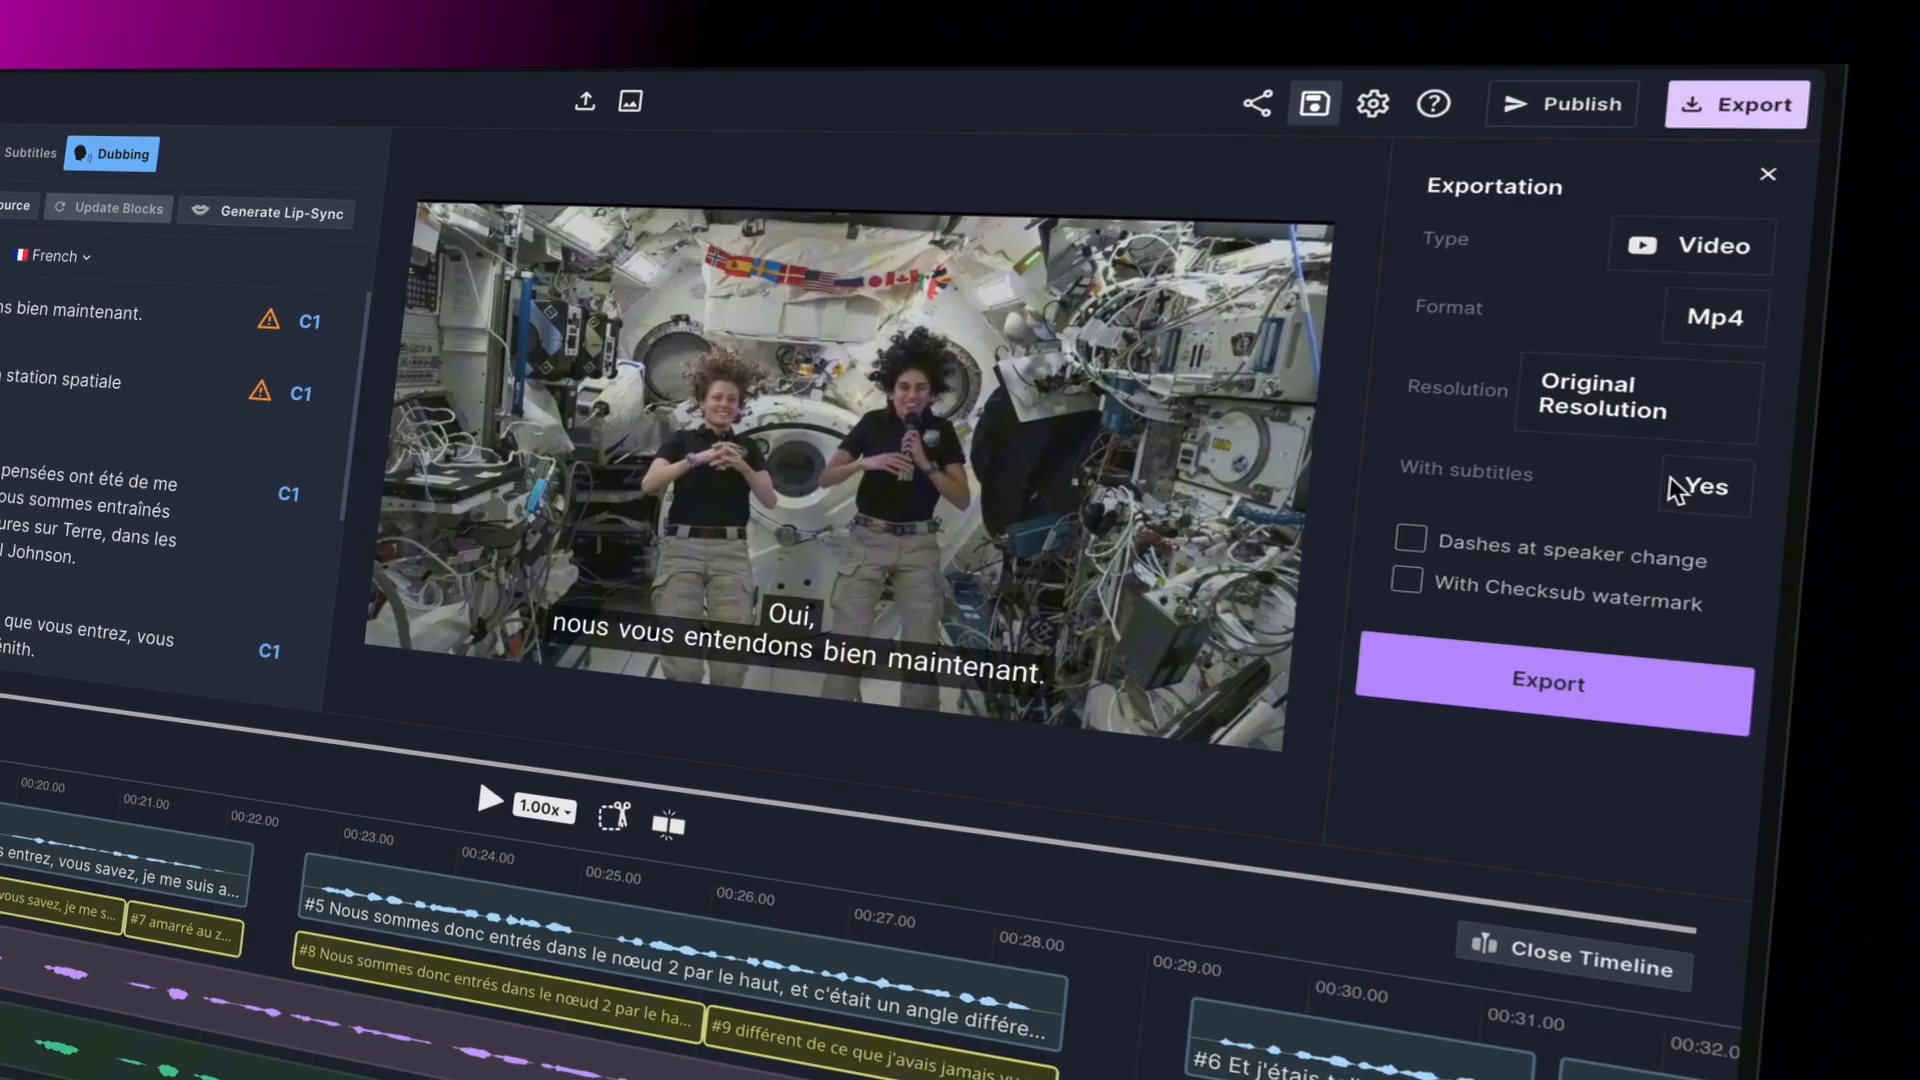 Publish
Export
Subtitles
Dubbing
Update Blocks
Generate Lip-Sync
French
bien maintenant.
C1
station spatiale
C1
pensées ont été de me
sommes entraînés
sur Terre, dans les
Johnson.
C1
que vous entrez, vous
C1
Oui,
nous vous entendons bien maintenant.
Exportation
Type
Video
Format
Mp4
Resolution
Original
Resolution
With subtitles
Yes
Dashes at speaker change
With Checksub watermark
Export
1.00x
Close Timeline
00:20.00
00:21.00
00:22.00
00:23.00
00:24.00
00:25.00
00:26.00
00:27.00
00:28.00
00:29.00
00:30.00
00:31.00
entrez, vous savez, je me suis a...
vous savez, je me s...
#7 amarré au z...
#5 Nous sommes donc entrés dans le nœud 2 par le haut, et c'était un angle différe...
#8 Nous sommes donc entrés dans le nœud 2 par le ha...
#9 différent de ce que j'avais jamais
#6 Et j'étais